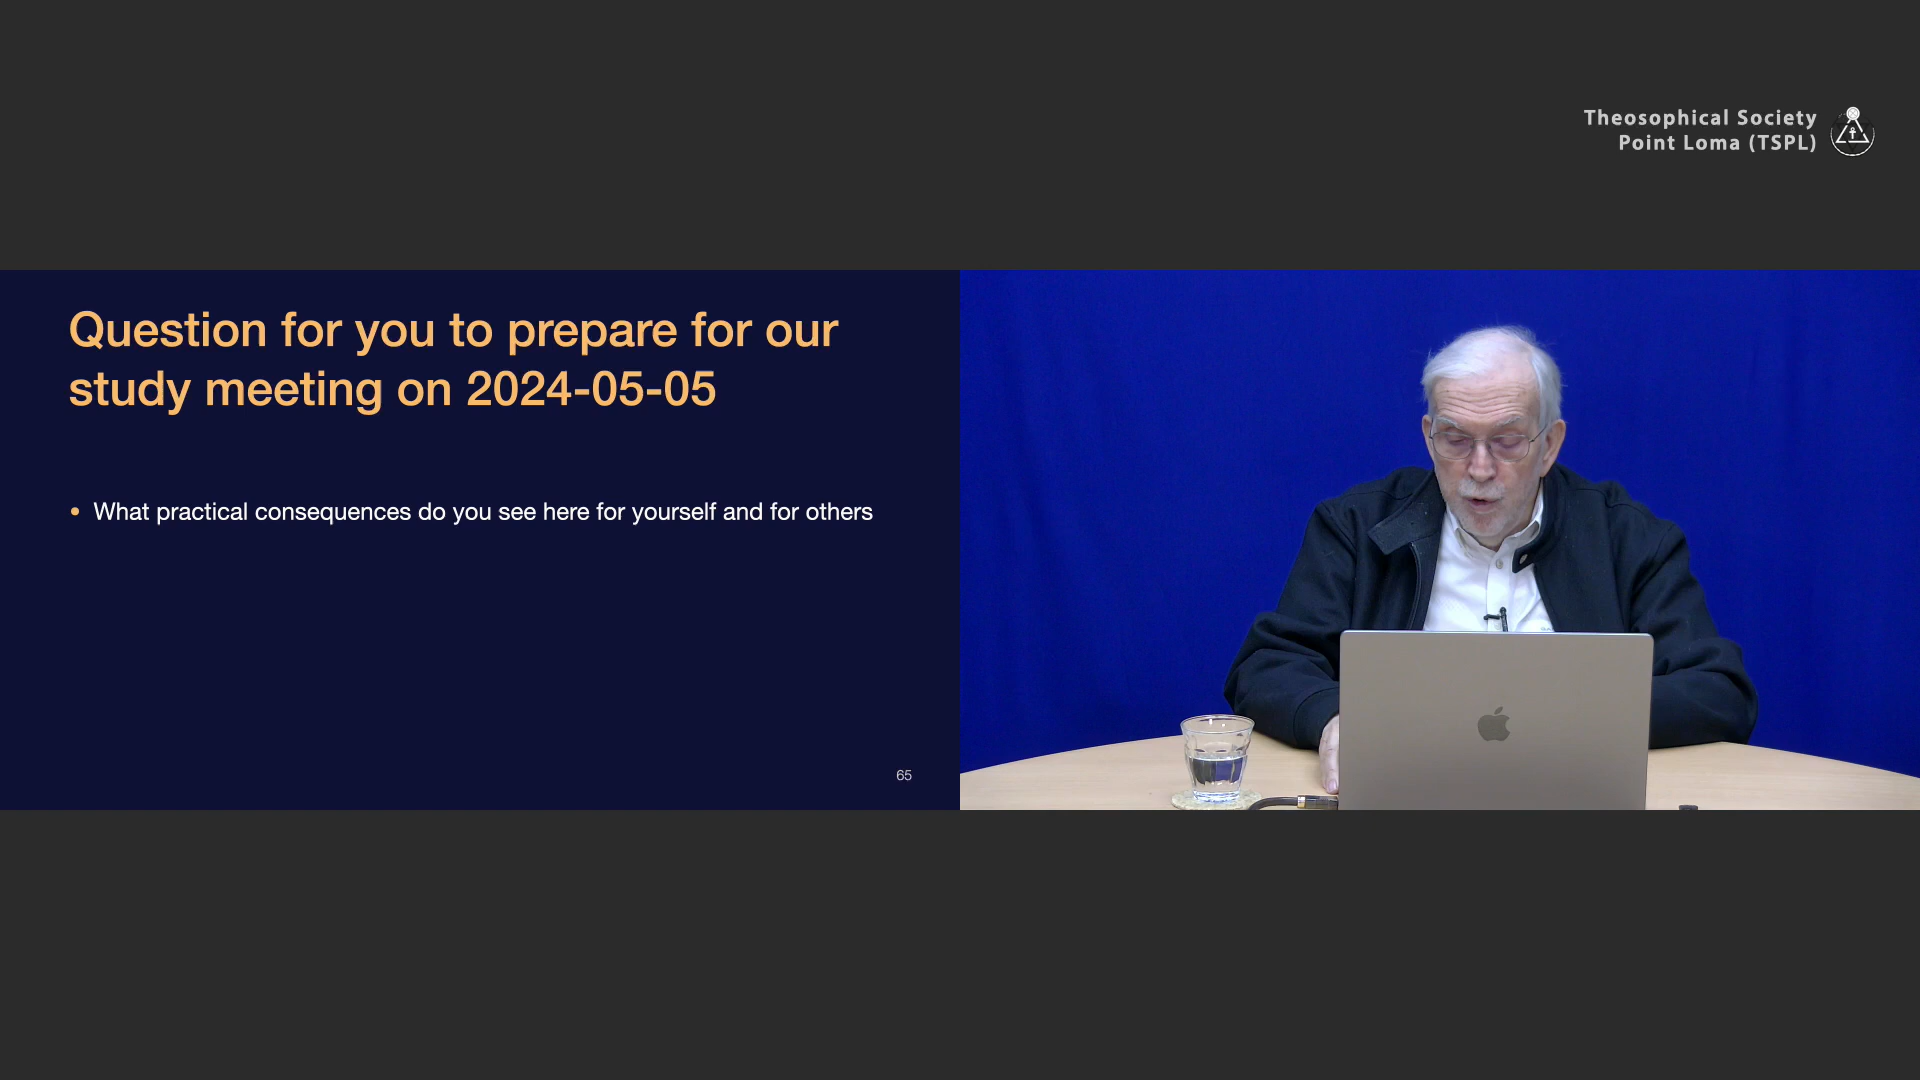 Theosophical Society
Point Loma (TSPL)
Question for you to prepare for our
study meeting on 2024-05-05
• What practical consequences do you see here for yourself and for others
65